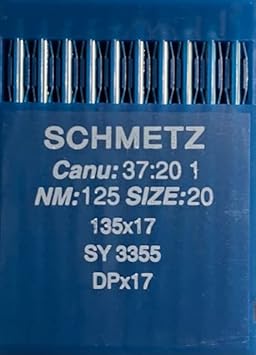 SCHMETZ
Canu: 37:20 1
NM:125 SIZE:20
135x17
SY 3355
DPx17